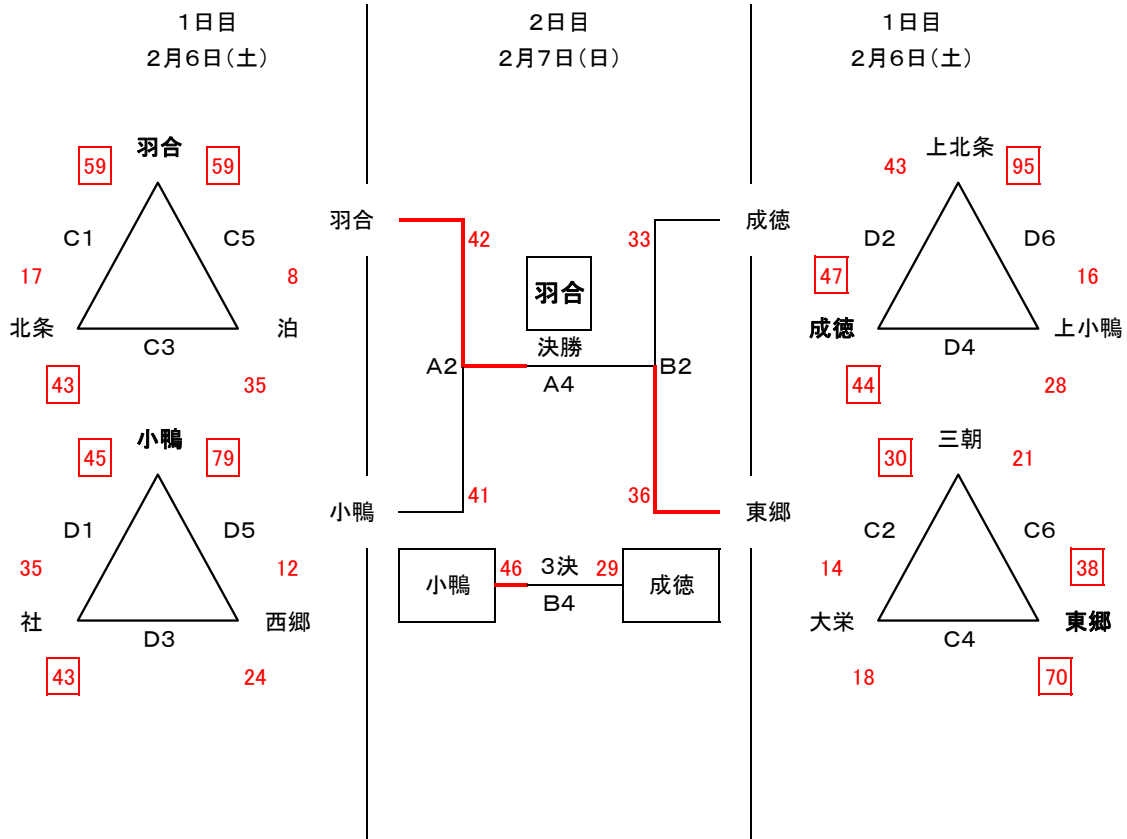 1日目
2日目
1日目
2月6日(土)
2月7日(日)
2月6日(土)
羽合
59
59
C1
C5
17
8
北条
泊
C3
43
35
小鴨
45
79
D1
D5
35
12
社
西郷
D3
43
24
羽合
成徳
42
33
羽合
決勝
A2
B2
A4
41
36
小鴨
東郷
小鴨
46
3決
29
成徳
B4
上北条
43
95
D2
D6
47
16
成徳
上小鴨
D4
44
28
三朝
30
21
C2
C6
14
38
大栄
東郷
C4
18
70